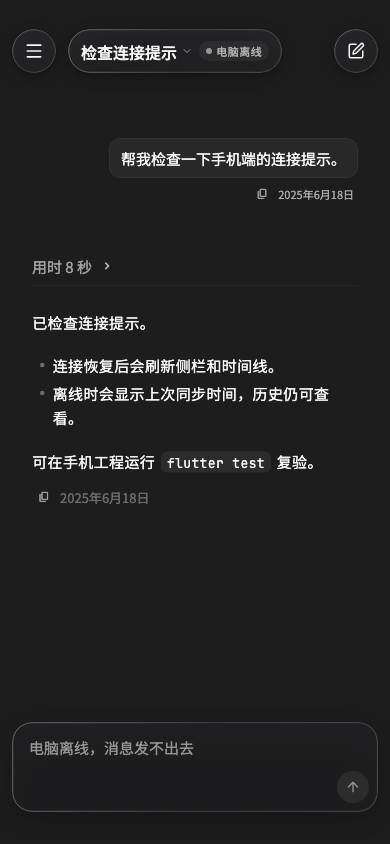 检查连接提示
电脑离线
帮我检查一下手机端的连接提示。
2025年6月18日
用时 8 秒
已检查连接提示。
连接恢复后会刷新侧栏和时间线。
离线时会显示上次同步时间，历史仍可查
看。
可在手机工程运行 flutter test 复验。
2025年6月18日
电脑离线，消息发不出去